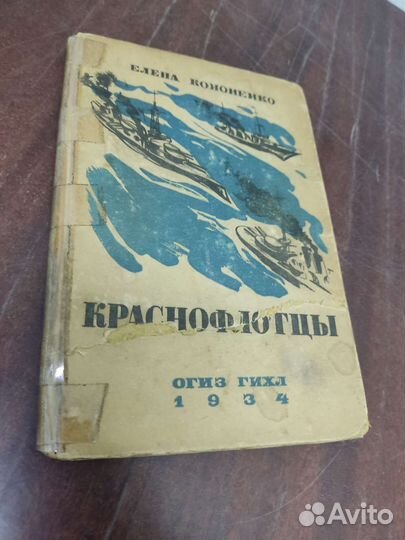 ЕЛЕНА КОНОНЕНКО
КРАСНОФЛОТЦЫ
ОГИЗ ГИХЛ
1934
Avito